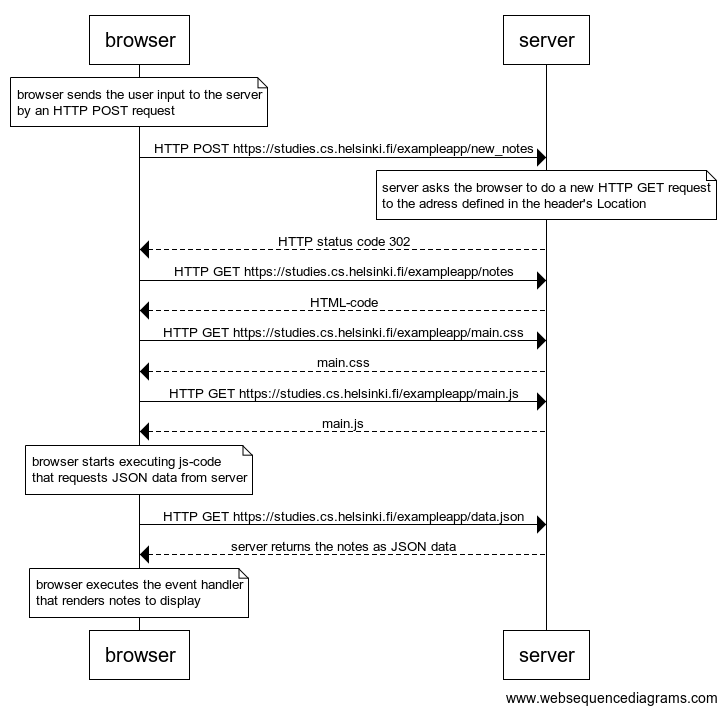 browser
server
browser sends the user input to the server
by an HTTP POST request
HTTP POST https://studies.cs.helsinki.fi/exampleapp/new_notes
server asks the browser to do a new HTTP GET request
to the adress defined in the header's Location
HTTP status code 302
HTTP GET https://studies.cs.helsinki.fi/exampleapp/notes
HTML-code
HTTP GET https://studies.cs.helsinki.fi/exampleapp/main.css
main.css
HTTP GET https://studies.cs.helsinki.fi/exampleapp/main.js
main.js
browser starts executing js-code
that requests JSON data from server
HTTP GET https://studies.cs.helsinki.fi/exampleapp/data.json
server returns the notes as JSON data
browser executes the event handler
that renders notes to display
browser
server
www.websequencediagrams.com